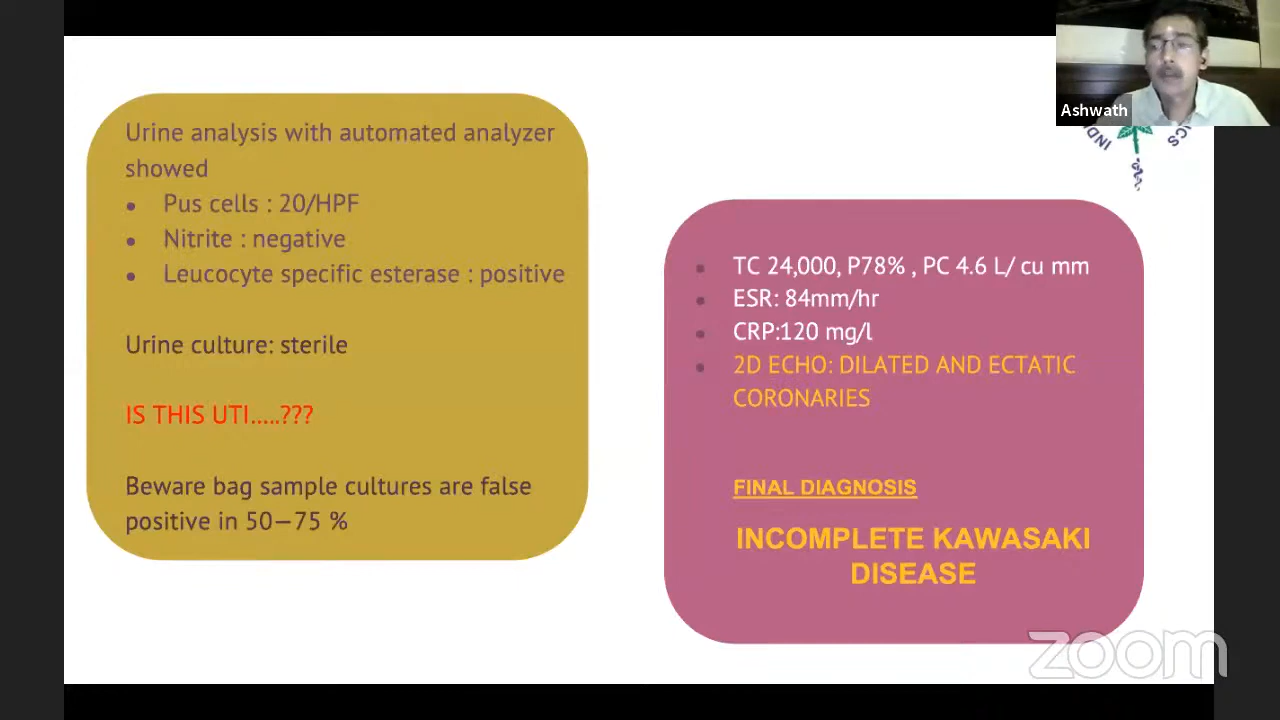 Urine analysis with automated analyzer
showed
• Pus cells : 20/HPF
• Nitrite : negative
• Leucocyte specific esterase : positive
Urine culture: sterile
IS THIS UTI.....???
Beware bag sample cultures are false
positive in 50–75 %
Ashwath
IND
ICS
• TC 24,000, P78% , PC 4.6 L/ cu mm
• ESR: 84mm/hr
• CRP:120 mg/l
• 2D ECHO: DILATED AND ECTATIC
CORONARIES
FINAL DIAGNOSIS
INCOMPLETE KAWASAKI
DISEASE
zoom